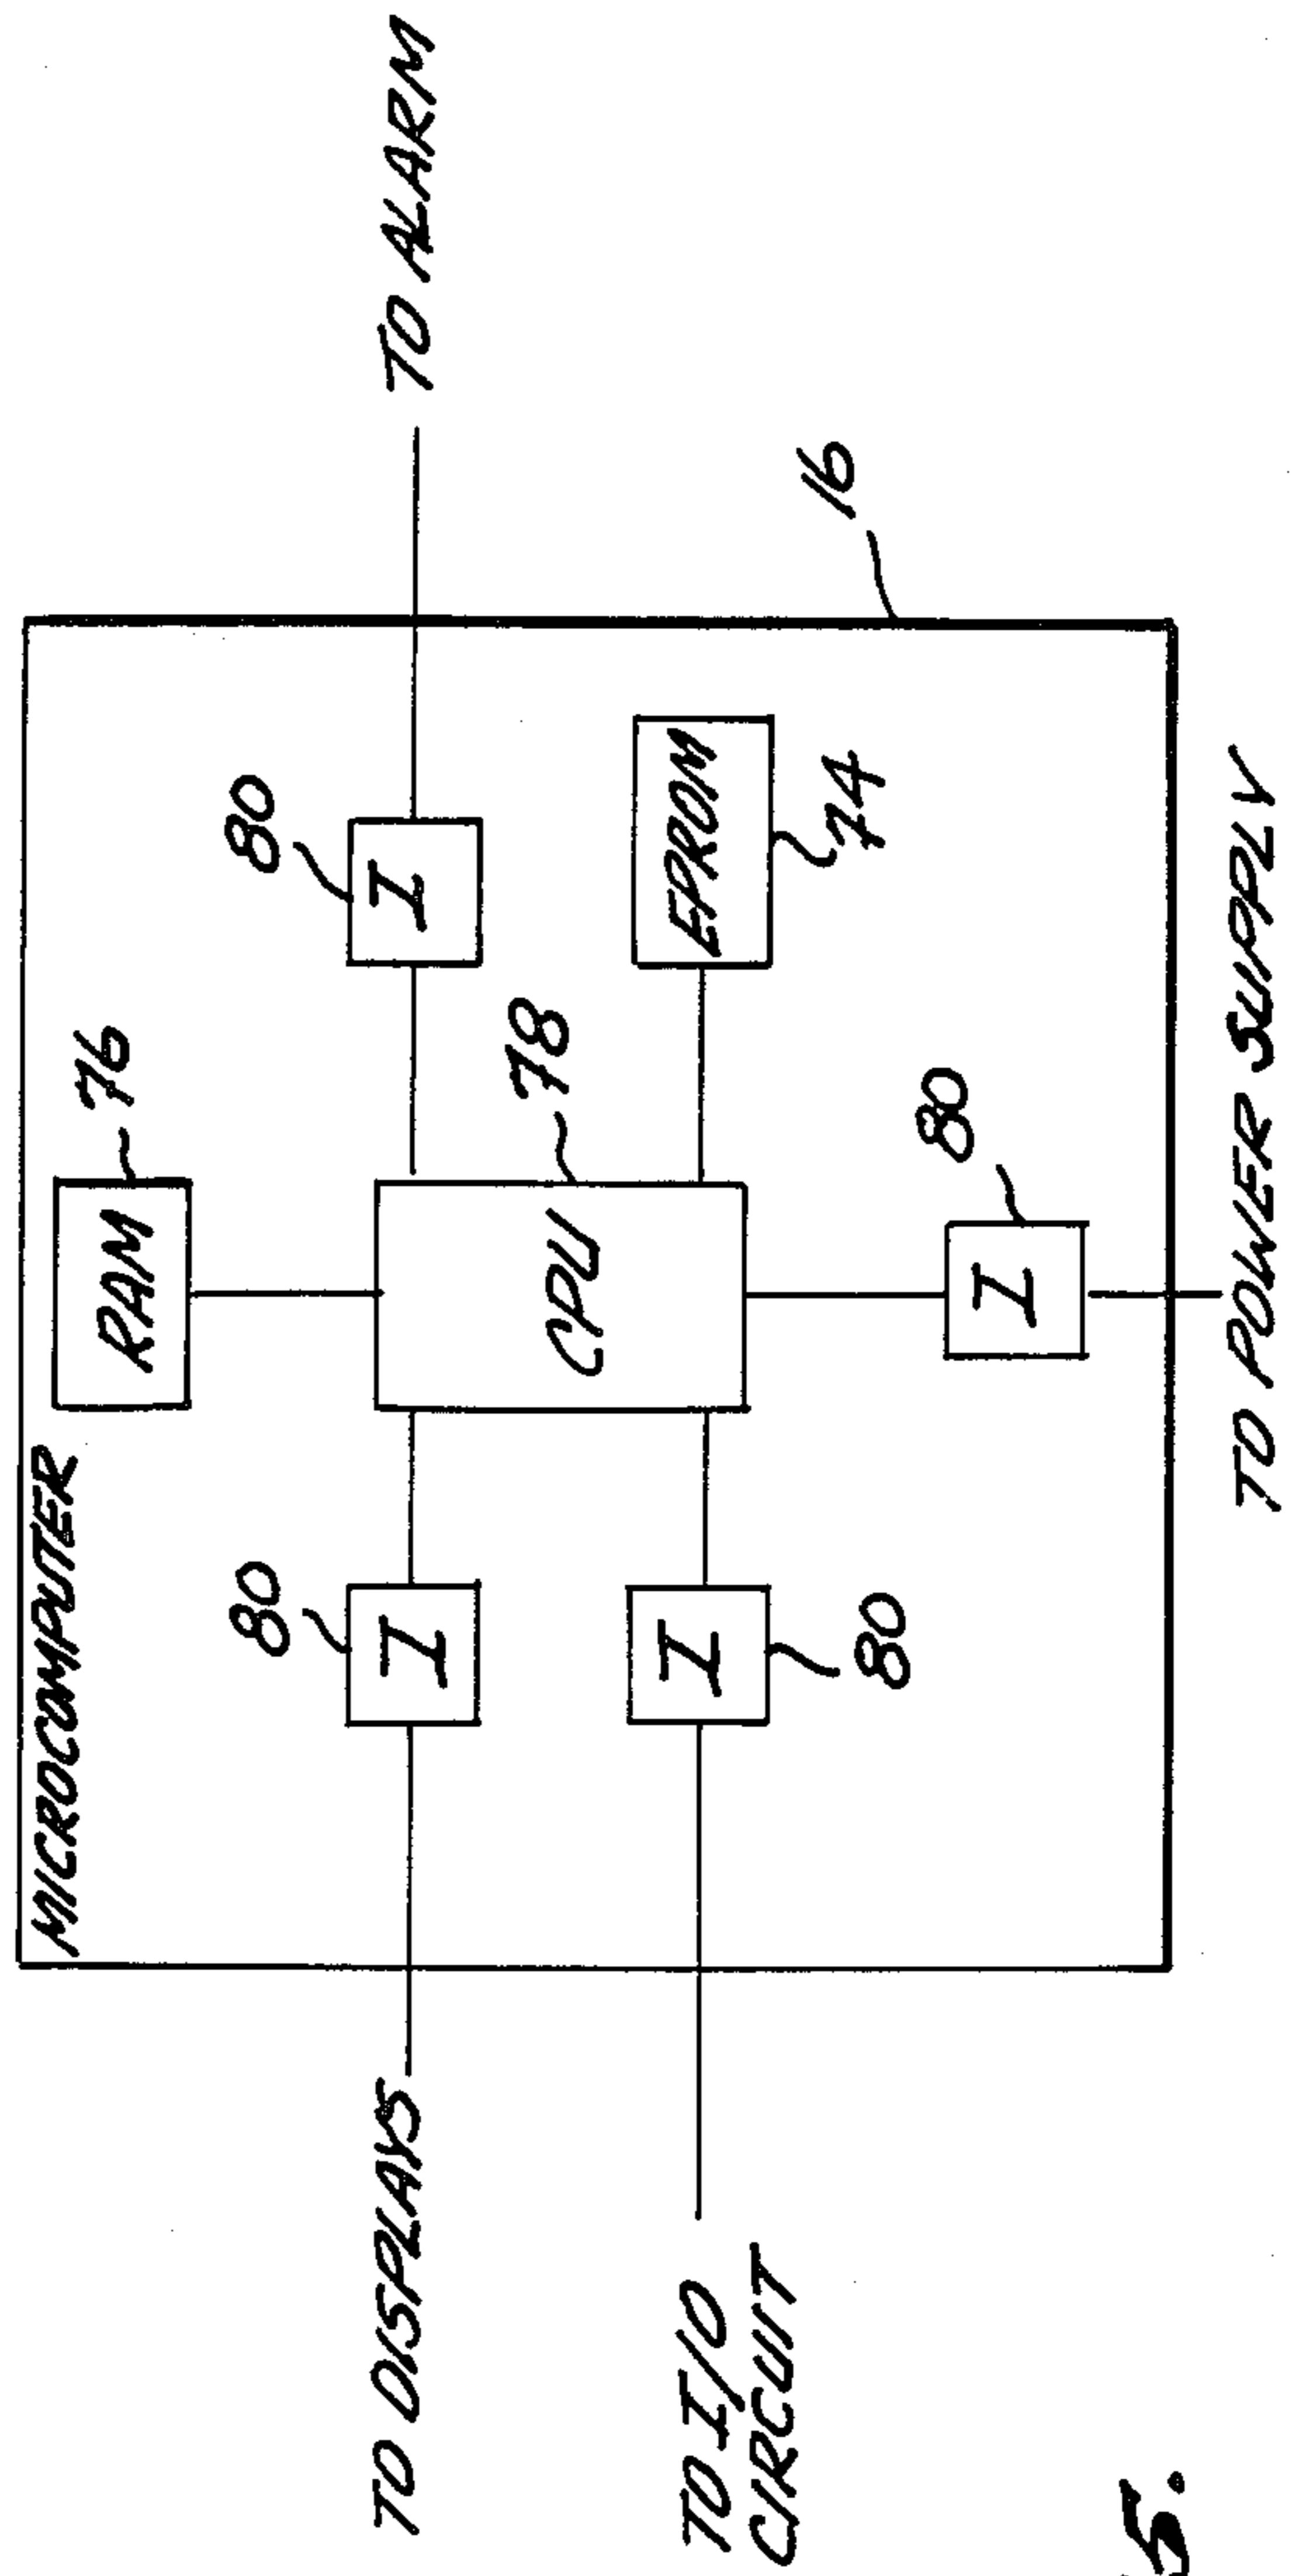 MICROCOMPUTER
RAM
76
80
I
80
I
TO ALARM
TO DISPLAYS
CPU
78
16
80
I
EPROM
74
TO I/O
CIRCUIT
80
I
TO POWER SUPPLY
5.